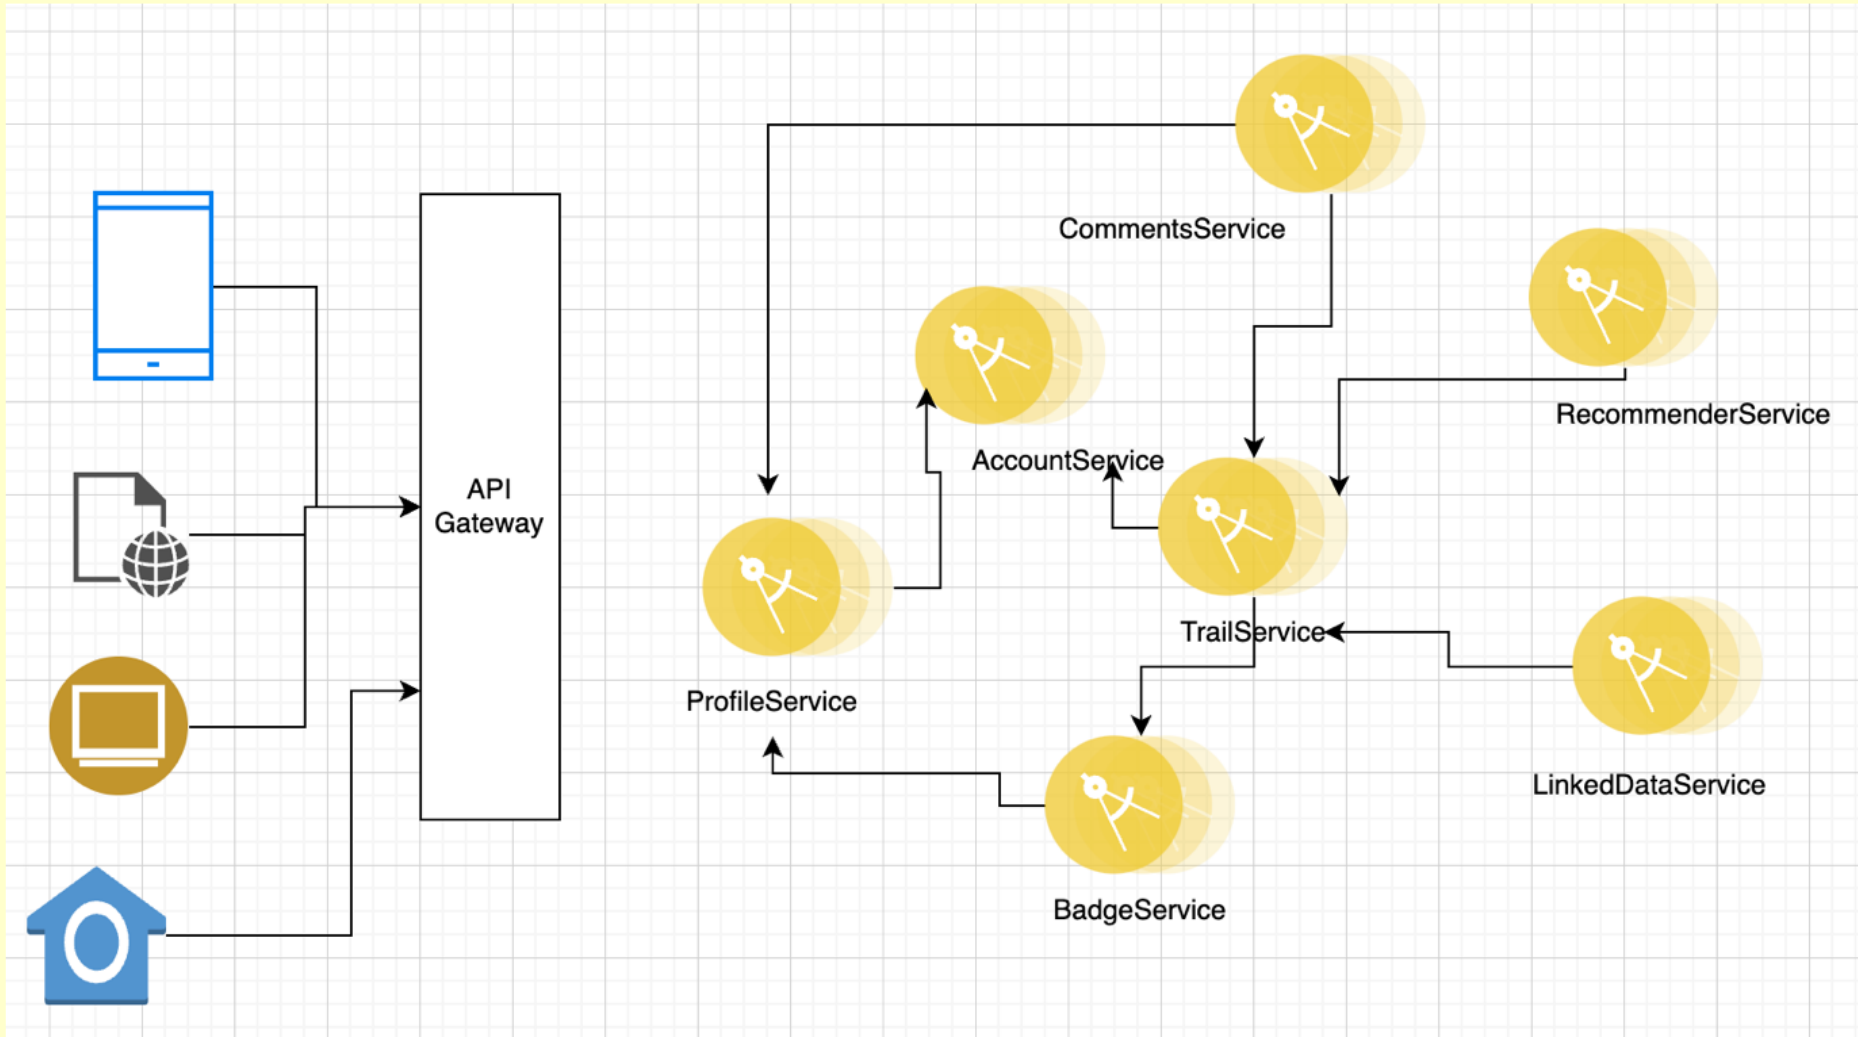 CommentsService
RecommenderService
AccountService
API
Gateway
TrailService
ProfileService
LinkedDataService
BadgeService